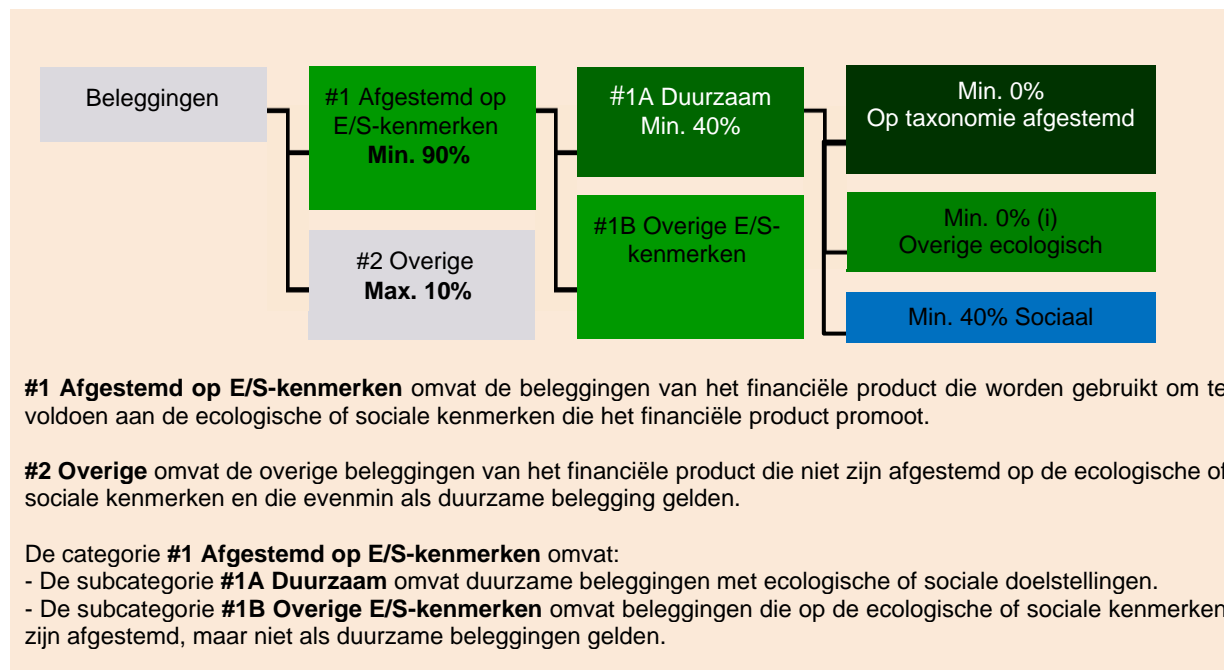 Beleggingen
#1 Afgestemd op
E/S-kenmerken
Min. 90%
#2 Overige
Max. 10%
#1A Duurzaam
Min. 40%
#1B Overige E/S-
kenmerken
Min. 0%
Op taxonomie afgestemd
Min. 0% (i)
Overige ecologisch
Min. 40% Sociaal
#1 Afgestemd op E/S-kenmerken omvat de beleggingen van het financiële product die worden gebruikt om te
voldoen aan de ecologische of sociale kenmerken die het financiële product promoot.
#2 Overige omvat de overige beleggingen van het financiële product die niet zijn afgestemd op de ecologische of
sociale kenmerken en die evenmin als duurzame belegging gelden.
De categorie #1 Afgestemd op E/S-kenmerken omvat:
- De subcategorie #1A Duurzaam omvat duurzame beleggingen met ecologische of sociale doelstellingen.
- De subcategorie #1B Overige E/S-kenmerken omvat beleggingen die op de ecologische of sociale kenmerken
zijn afgestemd, maar niet als duurzame beleggingen gelden.